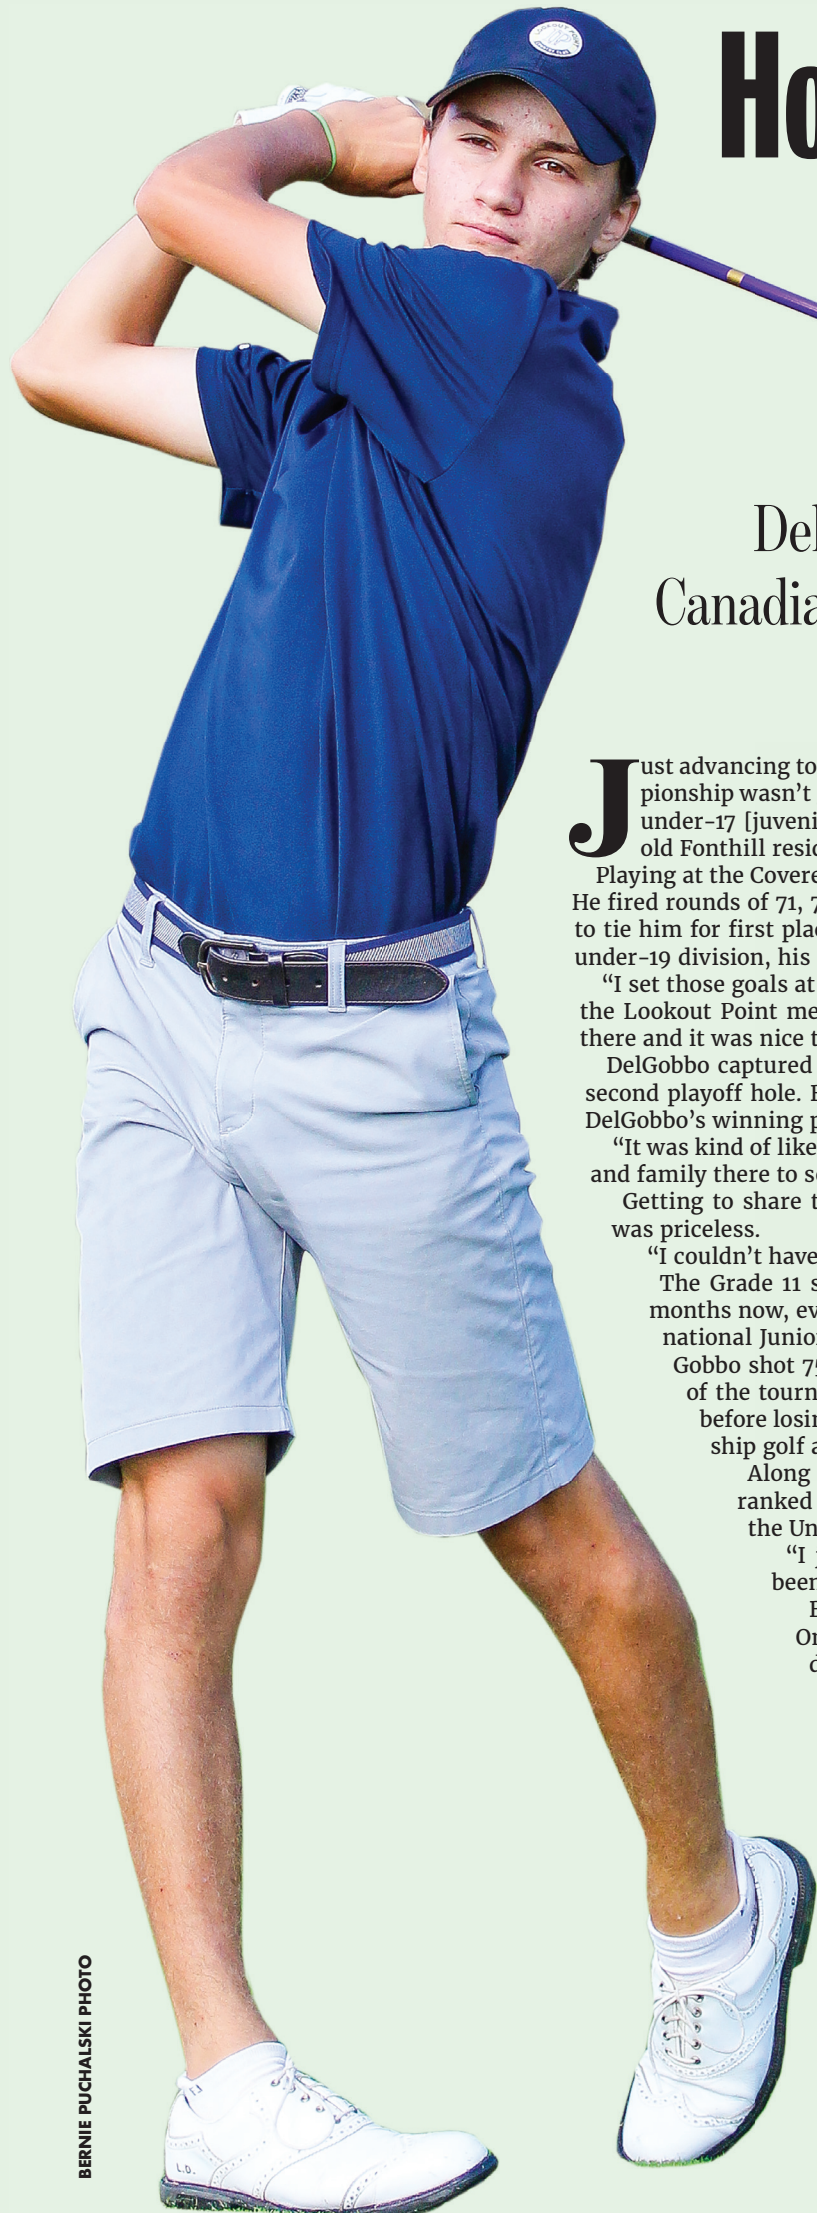 Ho
Del
Canadia
Just advancing to
pionship wasn’t
under-17 [juveni
old Fonthill resid
Playing at the Covere
He fired rounds of 71, 7
to tie him for first plac
under-19 division, his
“I set those goals at
the Lookout Point me
there and it was nice t
DelGobbo captured
second playoff hole. E
DelGobbo’s winning p
“It was kind of like
and family there to se
Getting to share t
was priceless.
“I couldn’t have
The Grade 11 s
months now, ev
national Junior
Gobbo shot 75
of the tourn
before losin
ship golf a
Along
ranked
the Un
“I j
been
E
On
d
BERNIE PUCHALSKI PHOTO
L.D.
L.D.